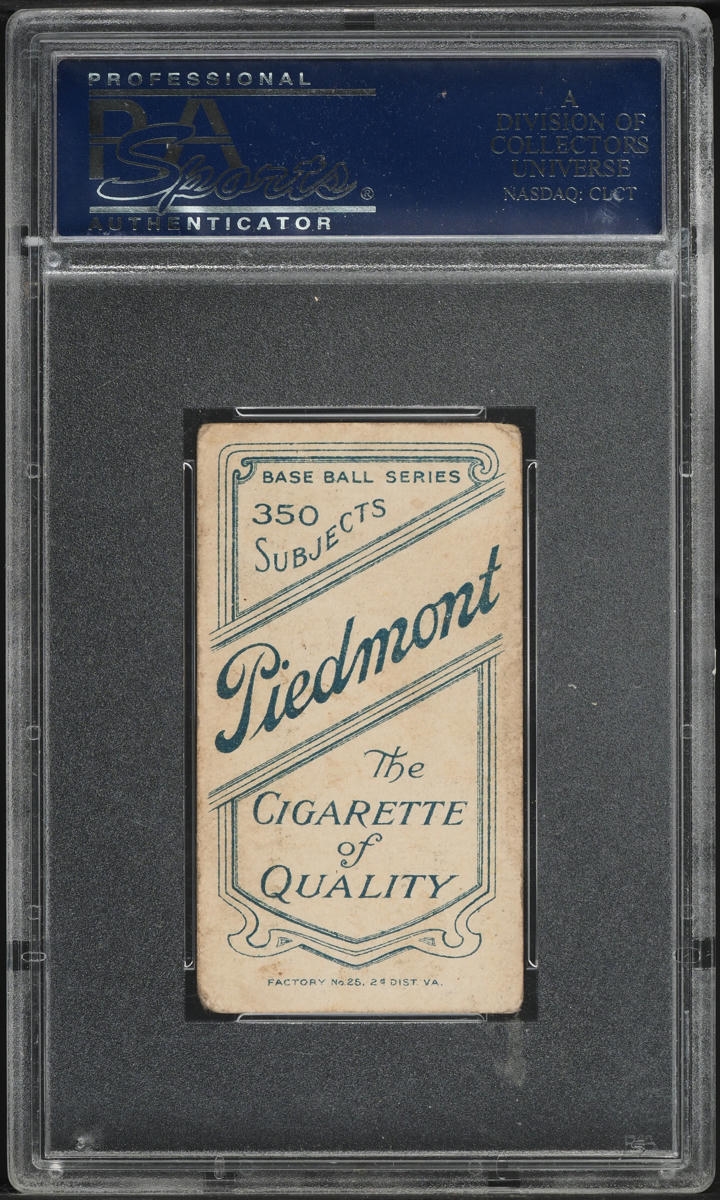 PROFESSIONAL
PSA
Sports®
AUTHENTICATOR
A
DIVISION OF
COLLECTORS
UNIVERSE
NASDAQ: CLCT
BASE BALL SERIES
350
SUBJECTS
Piedmont
The
CIGARETTE
of
QUALITY
FACTORY No. 25, 2d DIST. VA.